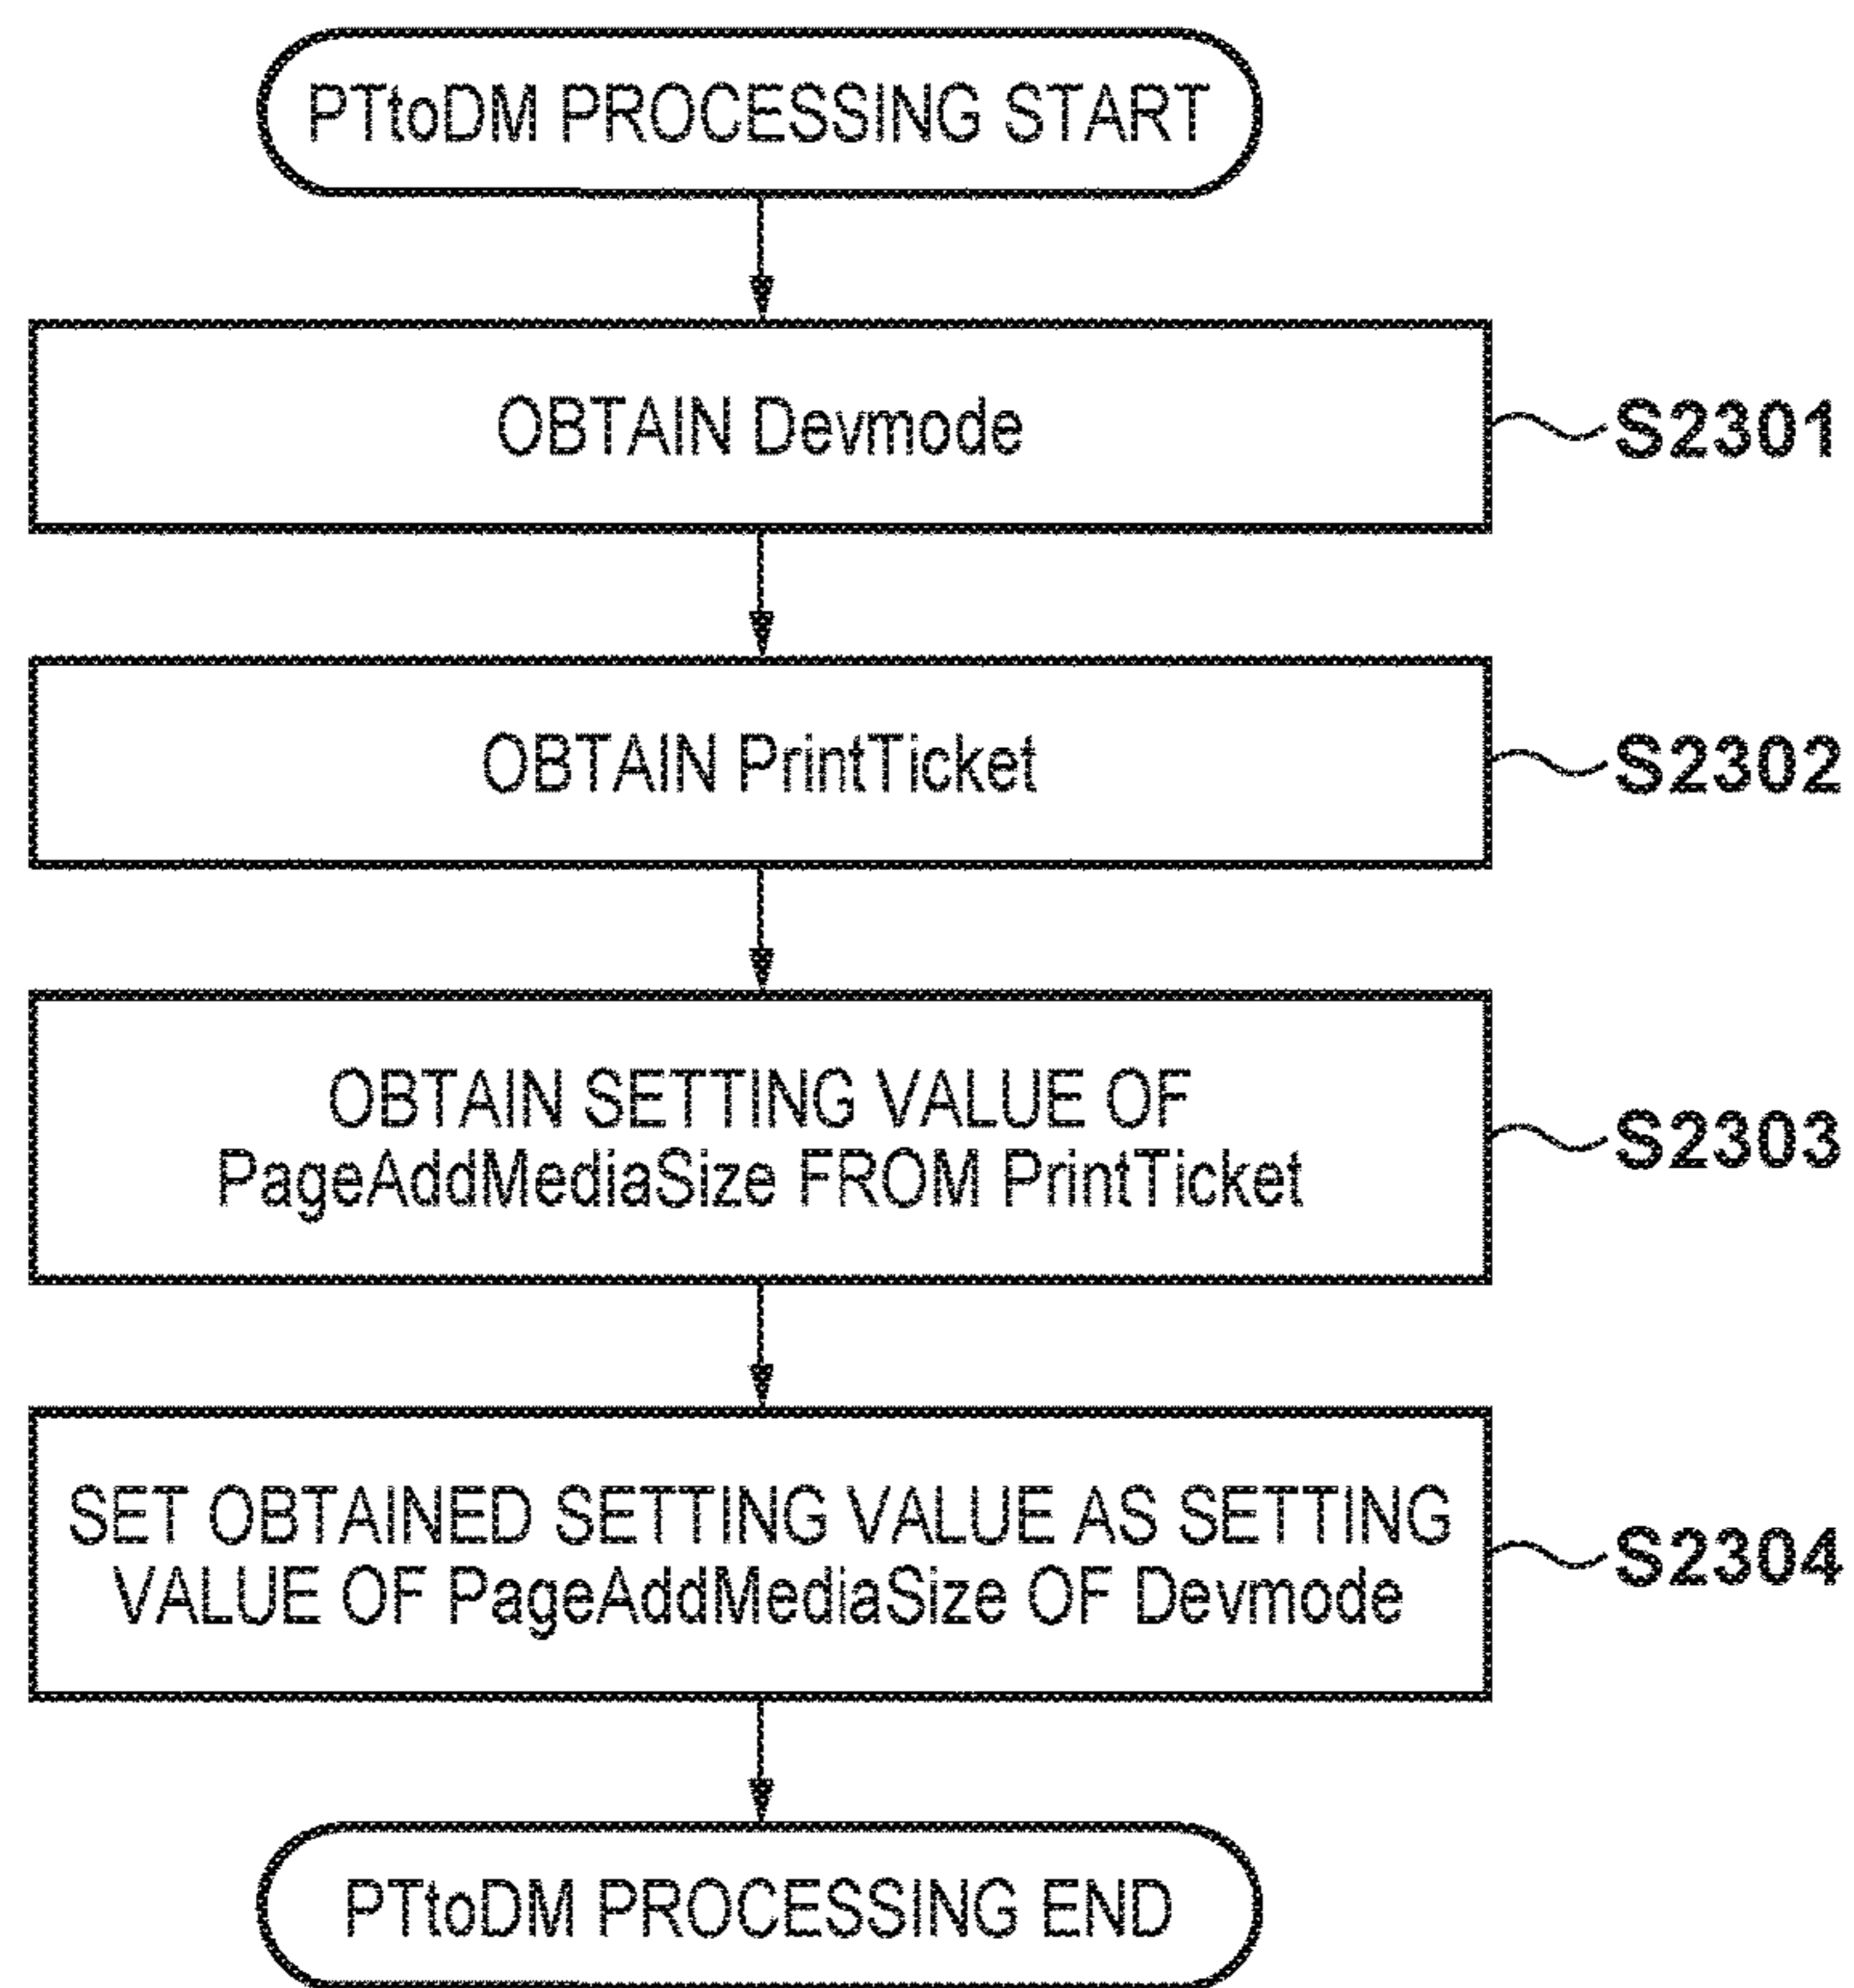 PTtoDM PROCESSING START
OBTAIN Devmode
S2301
OBTAIN PrintTicket
S2302
OBTAIN SETTING VALUE OF
PageAddMediaSize FROM PrintTicket
S2303
SET OBTAINED SETTING VALUE AS SETTING
VALUE OF PageAddMediaSize OF Devmode
S2304
PTtoDM PROCESSING END